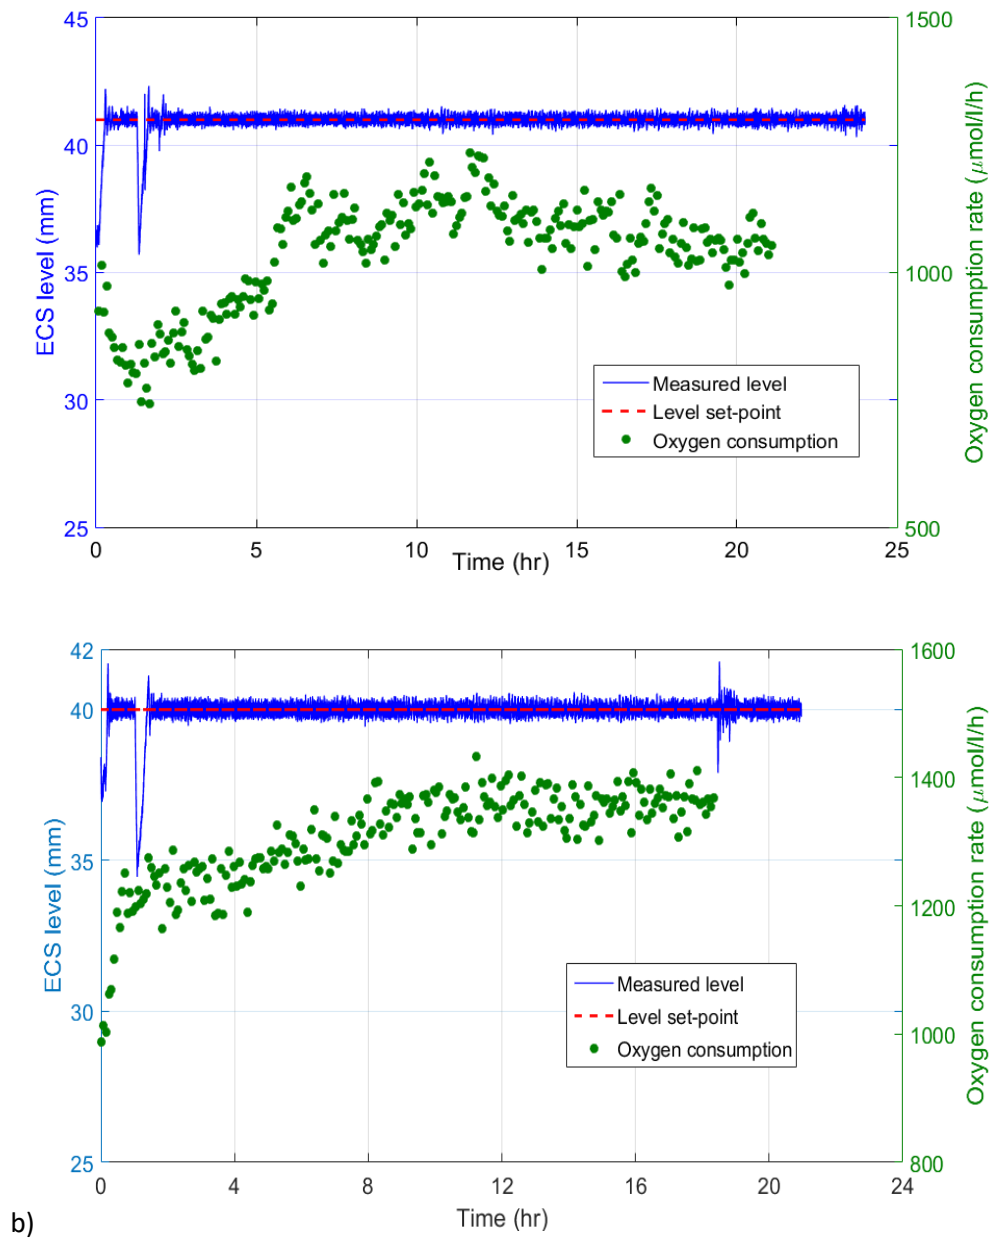 45
40
35
30
25
ECS level (mm)
1500
1000
500
Oxygen consumption rate (μmol/l/h)
Measured level
Level set-point
Oxygen consumption
0 5 10 15 20 25
Time (hr)
42
40
35
30
25
ECS level (mm)
1600
1400
1200
1000
800
Oxygen consumption rate (μmol/l/h)
Measured level
Level set-point
Oxygen consumption
0 4 8 12 16 20 24
Time (hr)
b)